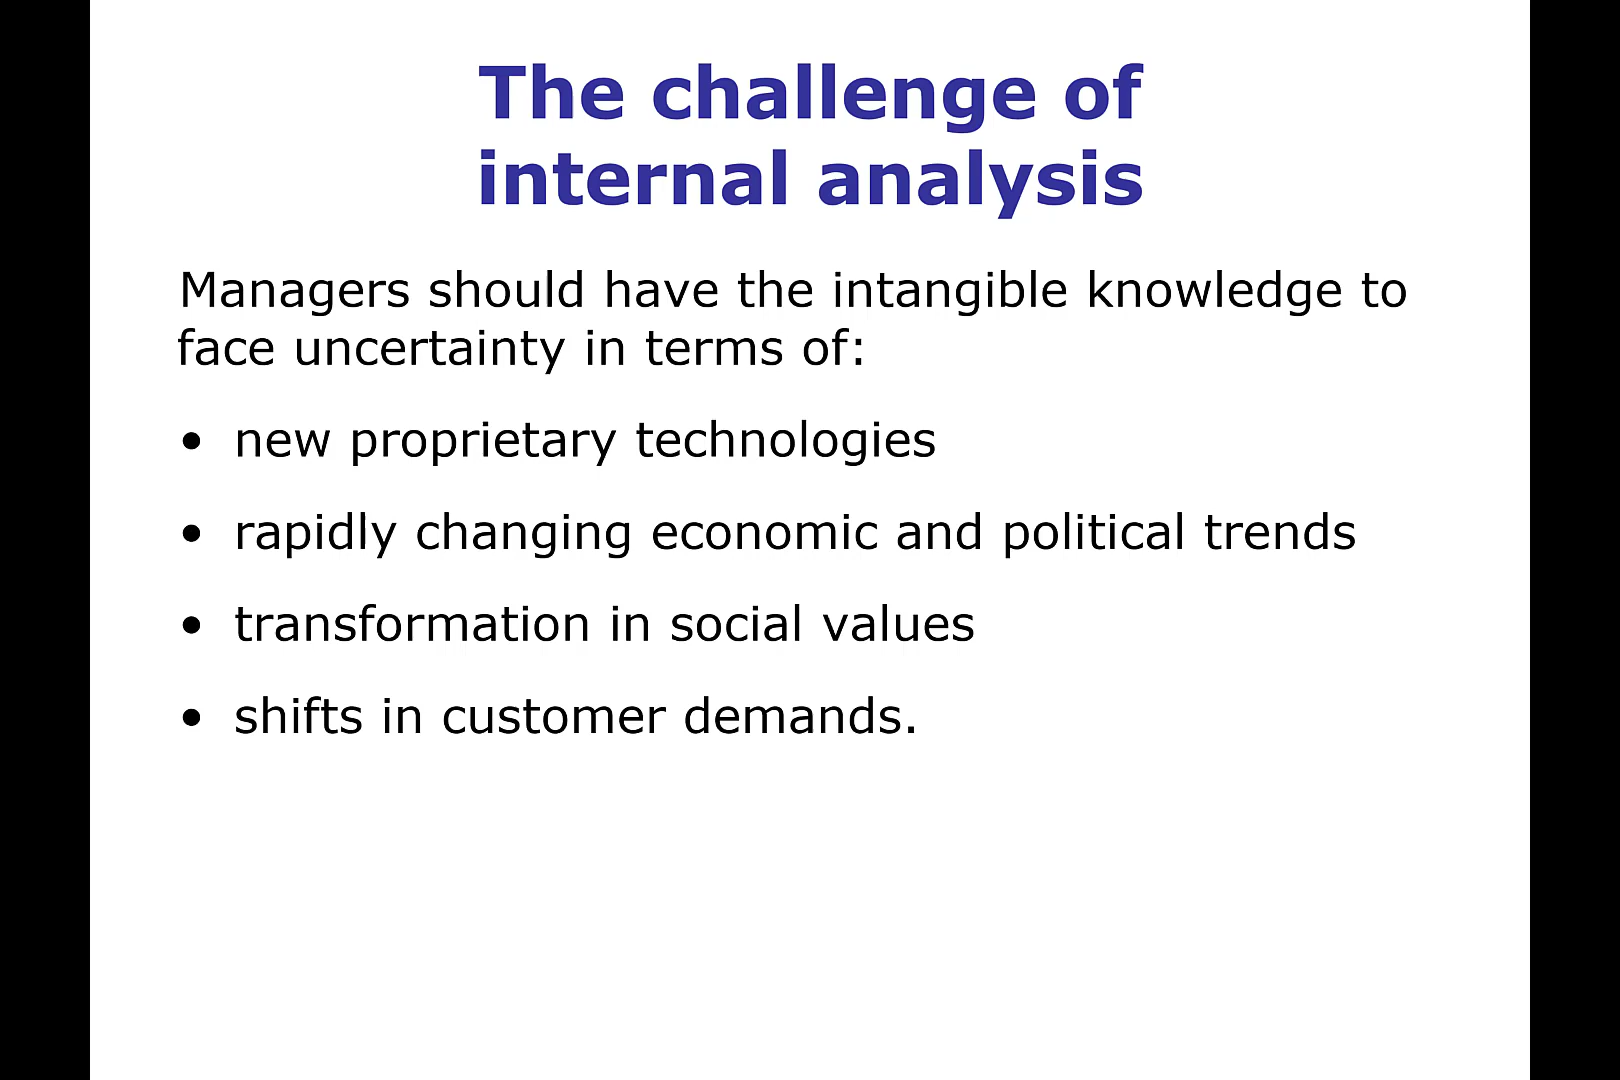 The challenge of
internal analysis
Managers should have the intangible knowledge to
face uncertainty in terms of:
• new proprietary technologies
• rapidly changing economic and political trends
• transformation in social values
• shifts in customer demands.